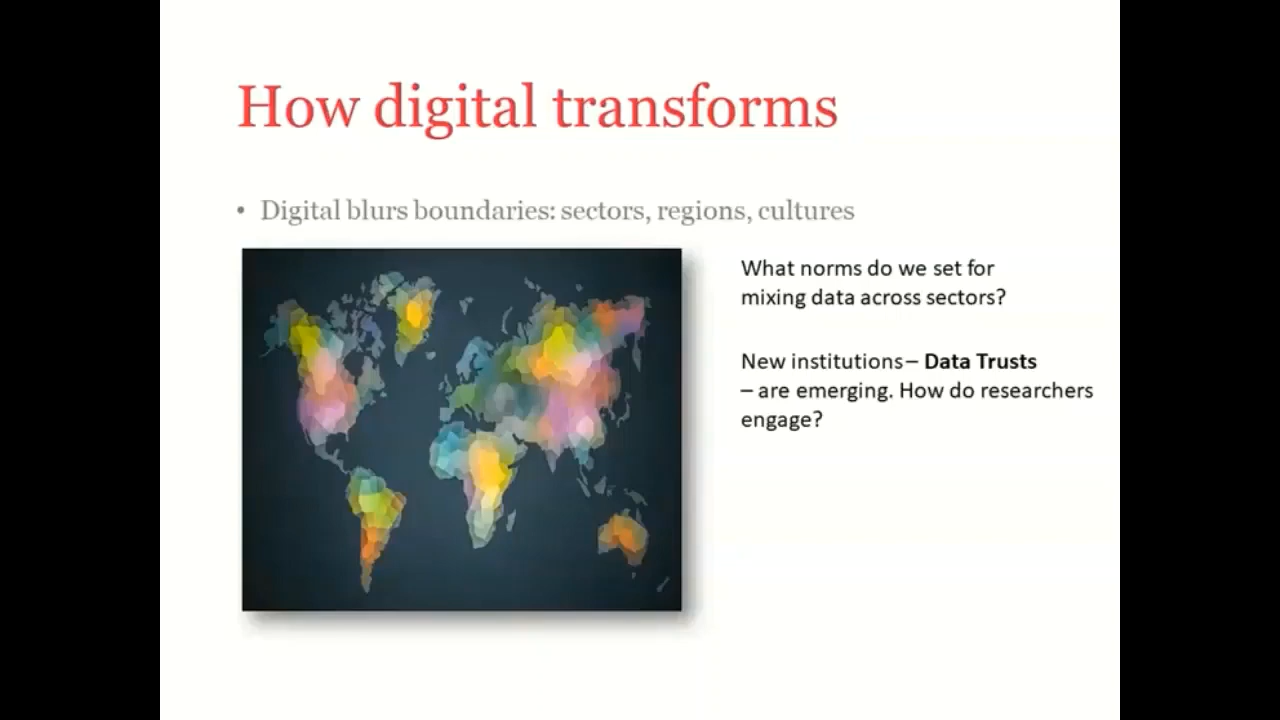 How digital transforms
• Digital blurs boundaries: sectors, regions, cultures
What norms do we set for
mixing data across sectors?
New institutions – Data Trusts
– are emerging. How do researchers
engage?